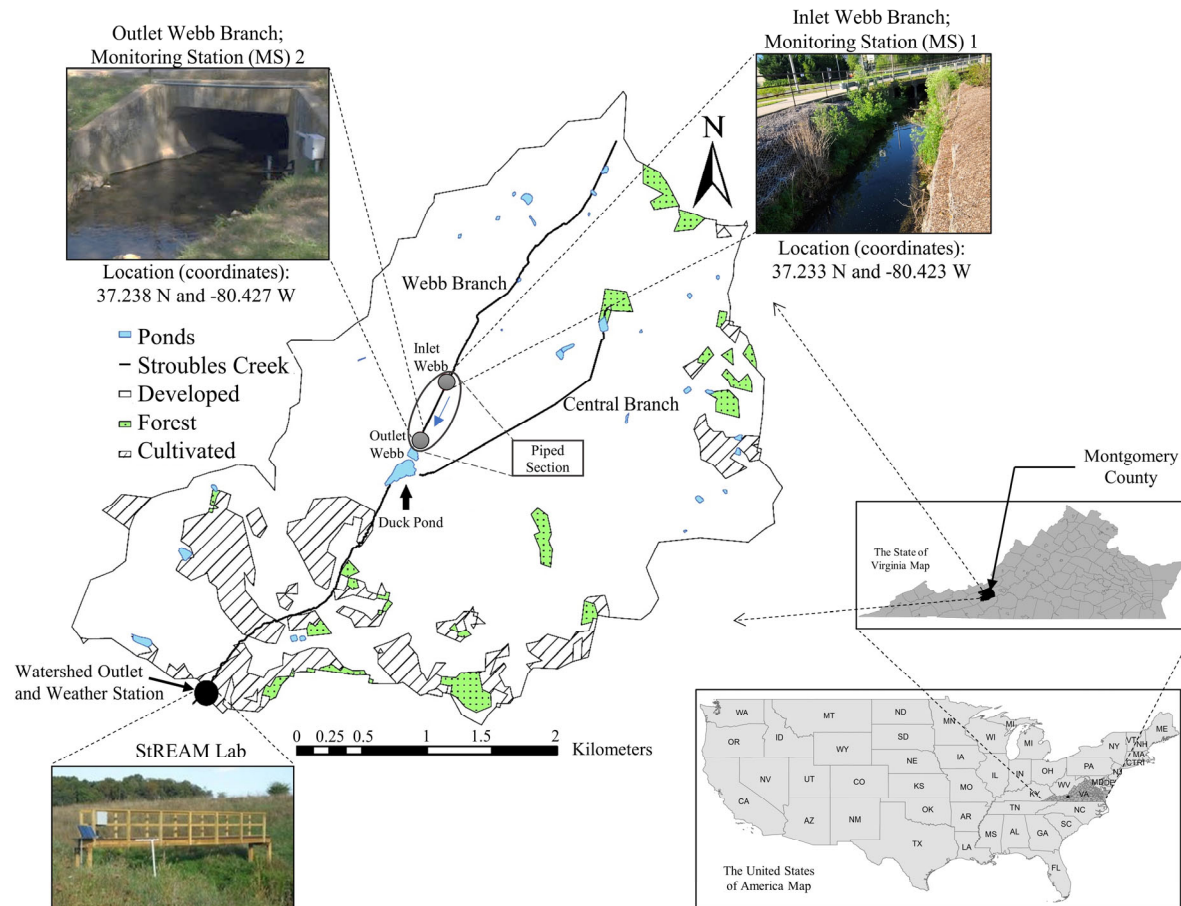 Outlet Webb Branch;
Monitoring Station (MS) 2
Inlet Webb Branch;
Monitoring Station (MS) 1
N
Location (coordinates):
37.238 N and -80.427 W
Location (coordinates):
37.233 N and -80.423 W
Webb Branch
Ponds
Stroubles Creek
Developed
Forest
Cultivated
Inlet
Webb
Central Branch
Outlet
Webb
Piped
Section
Duck Pond
Montgomery
County
The State of
Virginia Map
Watershed Outlet
and Weather Station
StREAM Lab
0 0.25 0.5 1 1.5 2
Kilometers
WA
MT
ND
MN
WI
MI
ME
VT
NH
OR
ID
WY
SD
MI
NY
MA
CTRI
NE
IA
PA
NJ
NV
UT
CO
KS
MO
IL
IN
OH
WV
MD
DE
KY
VA
CA
AZ
NM
OK
AR
TN
NC
SC
TX
LA
MS
AL
GA
FL
The United States
of America Map